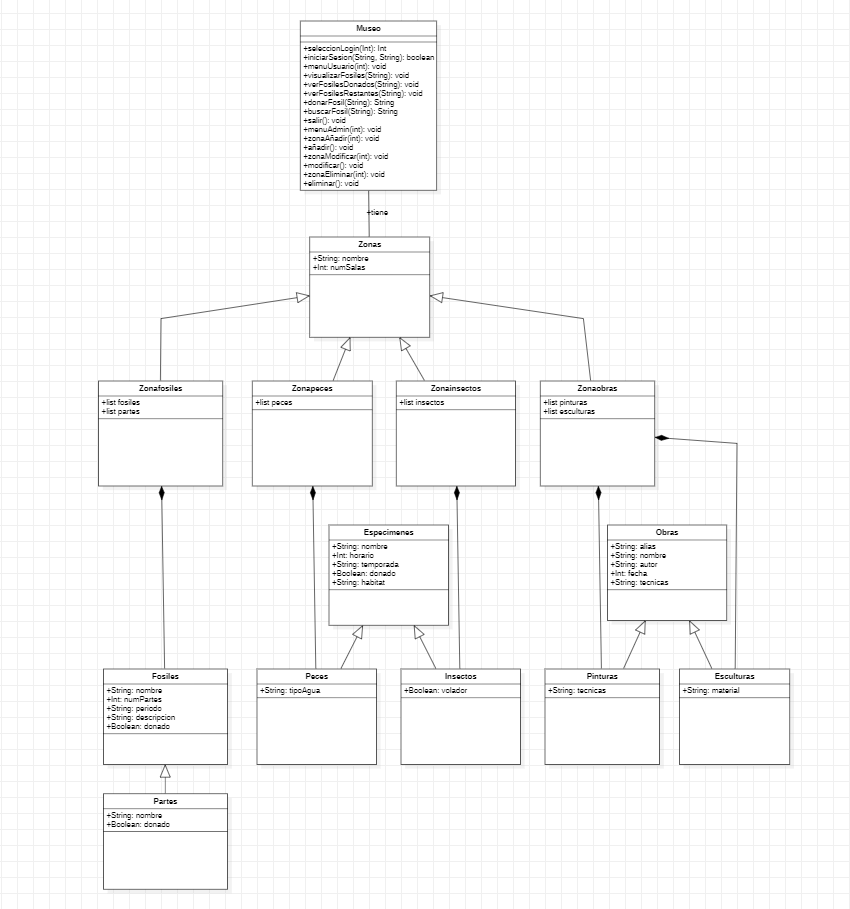 Museo
+seleccionLogin(Int): Int
+iniciarSesion(String, String): boolean
+menuUsuario(int): void
+visualizarFosiles(String): void
+verFosilesDonados(String): void
+verFosilesRestantes(String): void
+donarFosil(String): String
+buscarFosil(String): String
+salir(): void
+menuAdmin(int): void
+zonaAñadir(int): void
+añadir(): void
+zonaModificar(int): void
+modificar(): void
+zonaEliminar(int): void
+eliminar(): void
+tiene
Zonas
+String: nombre
+Int: numSalas
Zonafosiles
+list fosiles
+list partes
Zonapeces
+list peces
Zonainsectos
+list insectos
Zonaobras
+list pinturas
+list esculturas
Especimenes
+String: nombre
+Int: horario
+String: temporada
+Boolean: donado
+String: habitat
Obras
+String: alias
+String: nombre
+String: autor
+Int: fecha
+String: tecnicas
Fosiles
+String: nombre
+Int: numPartes
+String: periodo
+String: descripcion
+Boolean: donado
Peces
+String: tipoAgua
Insectos
+Boolean: volador
Pinturas
+String: tecnicas
Esculturas
+String: material
Partes
+String: nombre
+Boolean: donado